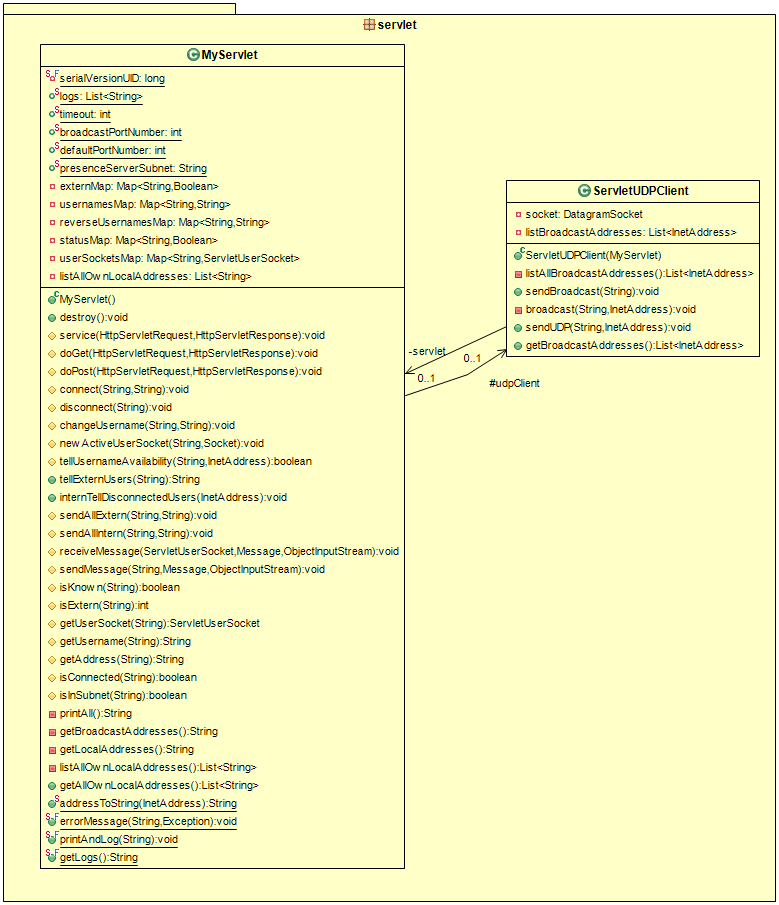 servlet
MyServlet
serialVersionUID: long
logs: List<String>
timeout: int
broadcastPortNumber: int
defaultPortNumber: int
presenceServerSubnet: String
externMap: Map<String,Boolean>
usernamesMap: Map<String,String>
reverseUsernamesMap: Map<String,String>
statusMap: Map<String,Boolean>
userSocketsMap: Map<String,ServletUserSocket>
listAllOwnLocalAddresses: List<String>
MyServlet()
destroy():void
service(HttpServletRequest,HttpServletResponse):void
doGet(HttpServletRequest,HttpServletResponse):void
doPost(HttpServletRequest,HttpServletResponse):void
connect(String,String):void
disconnect(String):void
changeUsername(String,String):void
newActiveUserSocket(String,Socket):void
tellUsernameAvailability(String,InetAddress):boolean
tellExternUsers(String):String
internTellDisconnectedUsers(InetAddress):void
sendAllExtern(String,String):void
sendAllIntern(String,String):void
receiveMessage(ServletUserSocket,Message,ObjectInputStream):void
sendMessage(String,Message,ObjectInputStream):void
isKnown(String):boolean
isExtern(String):int
getUserSocket(String):ServletUserSocket
getUsername(String):String
getAddress(String):String
isConnected(String):boolean
isInSubnet(String):boolean
printAll():String
getBroadcastAddresses():String
getLocalAddresses():String
listAllOwnLocalAddresses():List<String>
getAllOwnLocalAddresses():List<String>
addressToString(InetAddress):String
errorMessage(String,Exception):void
printAndLog(String):void
getLogs():String
ServletUDPClient
socket: DatagramSocket
listBroadcastAddresses: List<InetAddress>
ServletUDPClient(MyServlet)
listAllBroadcastAddresses():List<InetAddress>
sendBroadcast(String):void
broadcast(String,InetAddress):void
sendUDP(String,InetAddress):void
getBroadcastAddresses():List<InetAddress>
-servlet
0..1
0..1
#udpClient